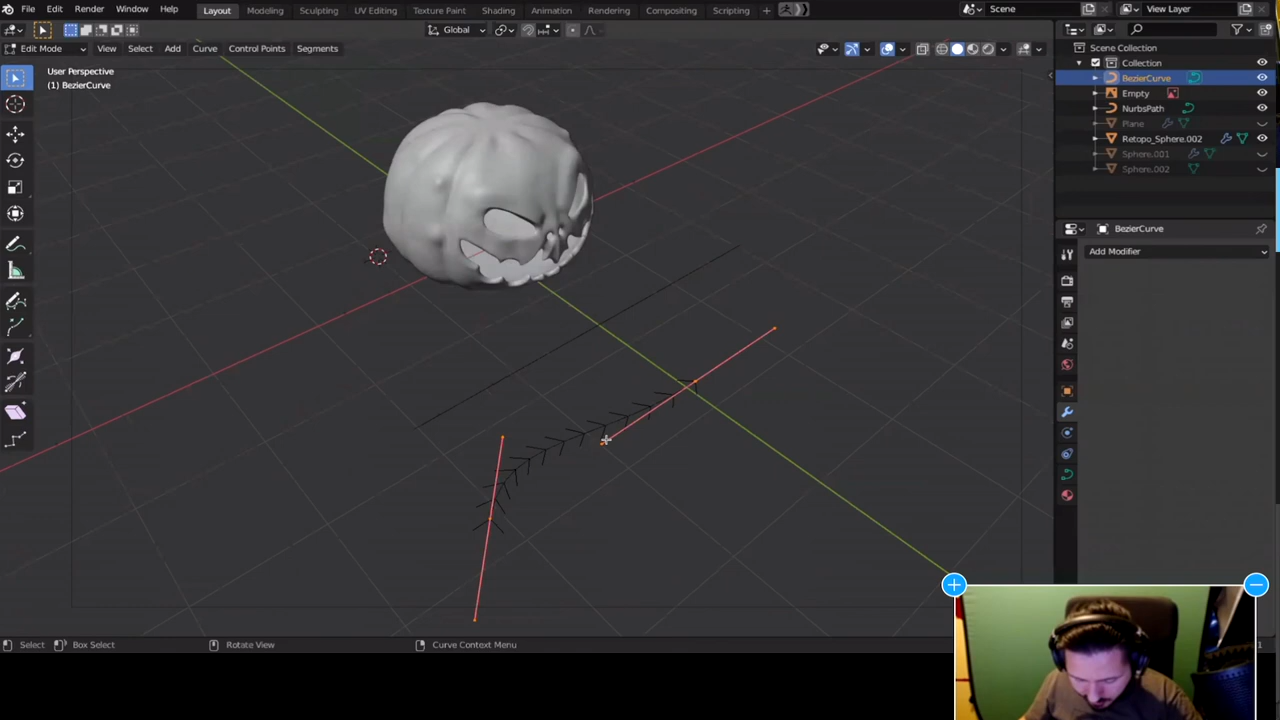 File Edit Render Window Help Layout Modeling Sculpting UV Editing Texture Paint Shading Animation Rendering Compositing Scripting + Scene View Layer
Global
Edit Mode View Select Add Curve Control Points Segments
Scene Collection
Collection
User Perspective
(1) BezierCurve
BezierCurve
Empty
NurbsPath
Plane
Retopo_Sphere.002
Sphere.001
Sphere.002
BezierCurve
Add Modifier
Select Box Select Rotate View Curve Context Menu